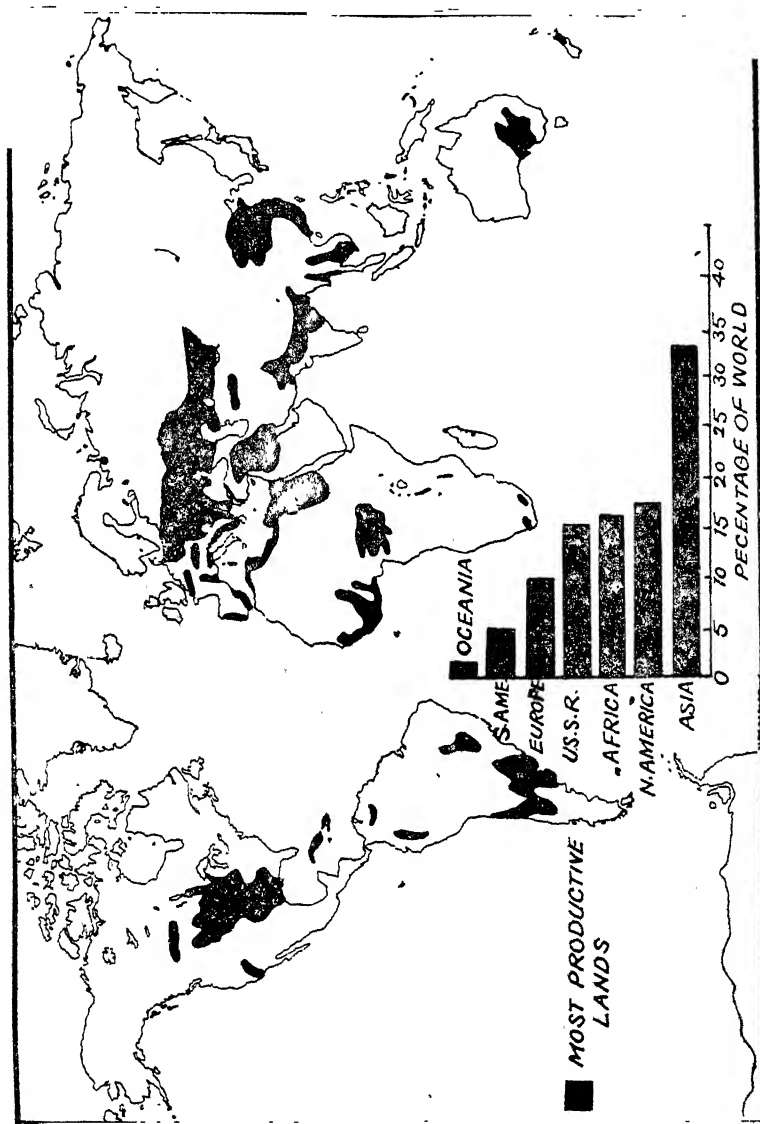 OCEANIA
S.AME
EUROPE
U.S.S.R.
AFRICA
N.AMERICA
ASIA
0 5 10 15 20 25 30 35 40
PECENTAGE OF WORLD
MOST PRODUCTIVE
LANDS